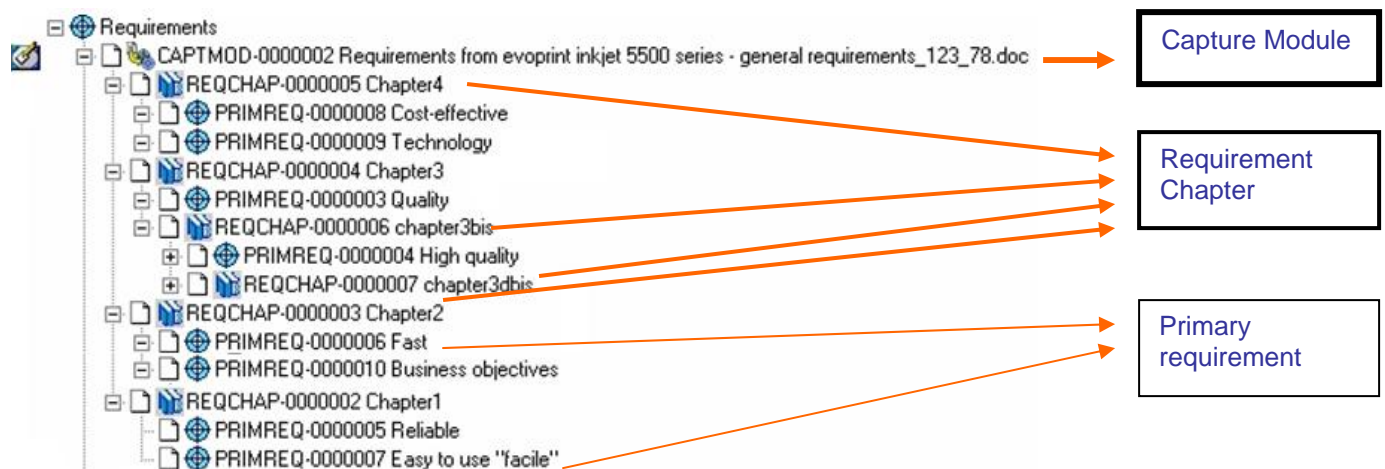 Requirements
CAPTMOD-0000002 Requirements from evoprint inkjet 5500 series - general requirements_123_78.doc
REQCHAP-0000005 Chapter4
PRIMREQ-0000008 Cost-effective
PRIMREQ-0000009 Technology
REQCHAP-0000004 Chapter3
PRIMREQ-0000003 Quality
REQCHAP-0000006 chapter3bis
PRIMREQ-0000004 High quality
REQCHAP-0000007 chapter3dbis
REQCHAP-0000003 Chapter2
PRIMREQ-0000006 Fast
PRIMREQ-0000010 Business objectives
REQCHAP-0000002 Chapter1
PRIMREQ-0000005 Reliable
PRIMREQ-0000007 Easy to use "facile"
Capture Module
Requirement
Chapter
Primary
requirement